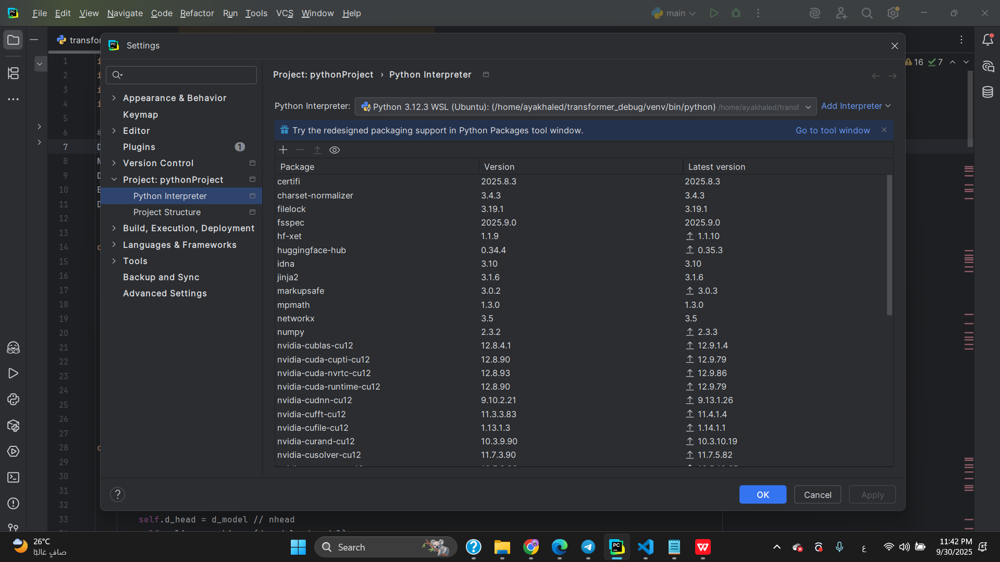 File Edit View Navigate Code Refactor Run Tools VCS Window Help
main
transfor
Settings
16 7
Project: pythonProject › Python Interpreter
Appearance & Behavior
Keymap
Editor
Plugins 1
Version Control
Project: pythonProject
Python Interpreter
Project Structure
Build, Execution, Deployment
Languages & Frameworks
Tools
Backup and Sync
Advanced Settings
Python Interpreter: Python 3.12.3 WSL (Ubuntu): (/home/ayakhaled/transformer_debug/venv/bin/python) /home/ayakhaled/transf Add Interpreter
Try the redesigned packaging support in Python Packages tool window. Go to tool window
Package Version Latest version
certifi 2025.8.3 2025.8.3
charset-normalizer 3.4.3 3.4.3
filelock 3.19.1 3.19.1
fsspec 2025.9.0 2025.9.0
hf-xet 1.1.9 1.1.10
huggingface-hub 0.34.4 0.35.3
idna 3.10 3.10
jinja2 3.1.6 3.1.6
markupsafe 3.0.2 3.0.3
mpmath 1.3.0 1.3.0
networkx 3.5 3.5
numpy 2.3.2 2.3.3
nvidia-cublas-cu12 12.8.4.1 12.9.1.4
nvidia-cuda-cupti-cu12 12.8.90 12.9.79
nvidia-cuda-nvrtc-cu12 12.8.93 12.9.86
nvidia-cuda-runtime-cu12 12.8.90 12.9.79
nvidia-cudnn-cu12 9.10.2.21 9.13.1.26
nvidia-cufft-cu12 11.3.3.83 11.4.1.4
nvidia-cufile-cu12 1.13.1.3 1.14.1.1
nvidia-curand-cu12 10.3.9.90 10.3.10.19
nvidia-cusolver-cu12 11.7.3.90 11.7.5.82
? OK Cancel Apply
1
2
3
4
5
6 #
7 D
8
9 D
10
11 D
12
13
14
15
16
17
18
19
20
21
22
23
24
25
26
27
28
29
30
31
32
33 self.d_head = d_model // nhead
26°C
صافٍ غالبًا
Search
ع
11:42 PM
9/30/2025